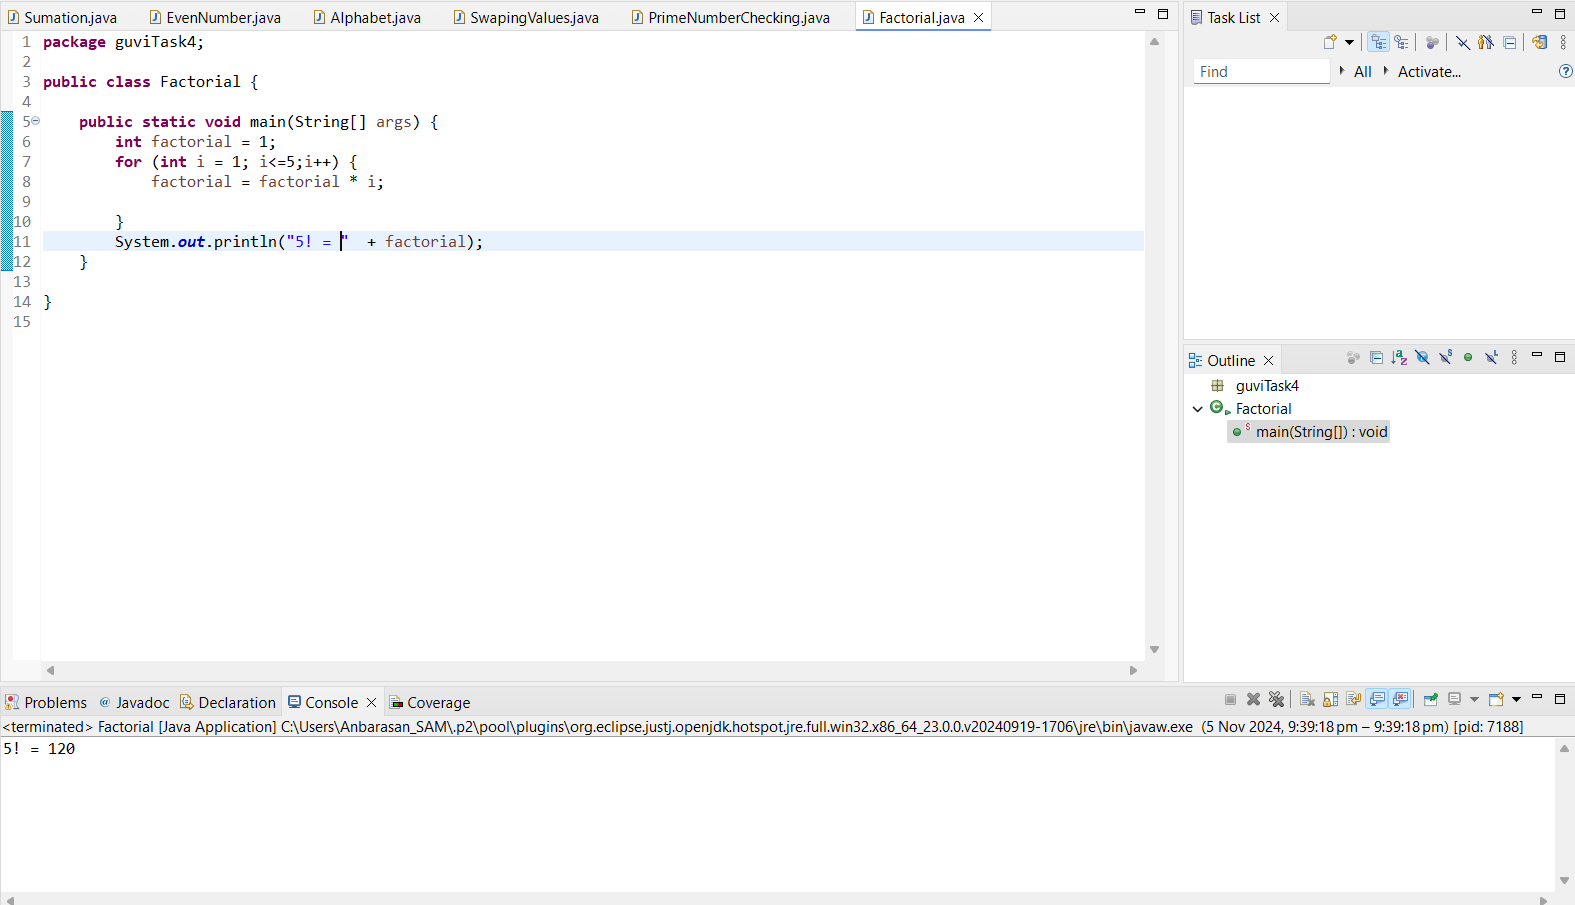 Sumation.java EvenNumber.java Alphabet.java SwapingValues.java PrimeNumberChecking.java Factorial.java
1 package guviTask4;
2
3 public class Factorial {
4
5 public static void main(String[] args) {
6 int factorial = 1;
7 for (int i = 1; i<=5;i++) {
8 factorial = factorial * i;
9
10 }
11 System.out.println("5! = "  + factorial);
12 }
13
14 }
15
Task List
Find All Activate...
Outline
guviTask4
Factorial
main(String[]) : void
Problems @ Javadoc Declaration Console Coverage
<terminated> Factorial [Java Application] C:\Users\Anbarasan_SAM\.p2\pool\plugins\org.eclipse.justj.openjdk.hotspot.jre.full.win32.x86_64_23.0.0.v20240919-1706\jre\bin\javaw.exe (5 Nov 2024, 9:39:18 pm – 9:39:18 pm) [pid: 7188]
5! = 120